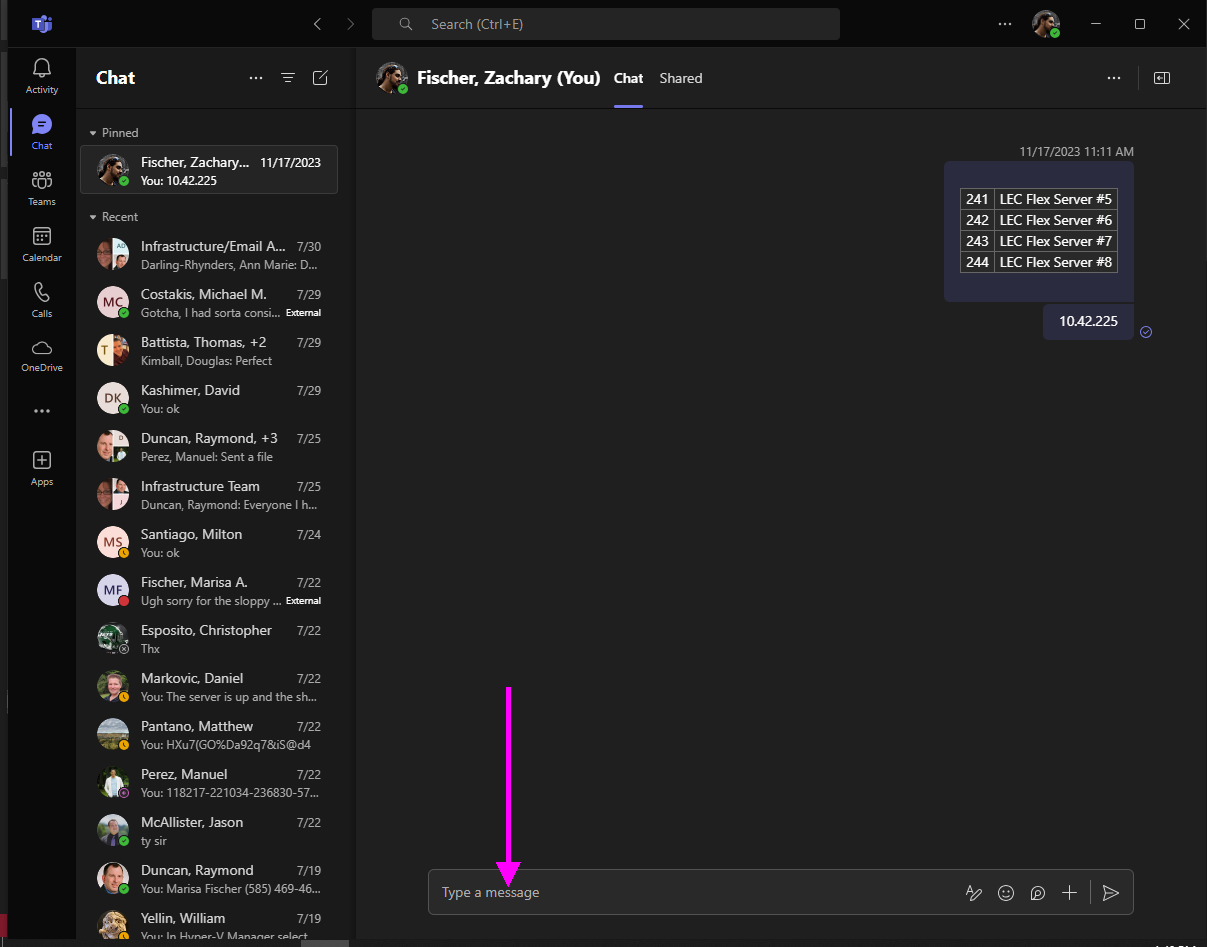 Search (Ctrl+E)
Activity
Chat
Teams
Calendar
Calls
OneDrive
Apps
Chat
Pinned
Fischer, Zachary... 11/17/2023
You: 10.42.225
Recent
Infrastructure/Email A... 7/30
Darling-Rhynders, Ann Marie: D...
Costakis, Michael M. 7/29
Gotcha, I had sorta consi... External
Battista, Thomas, +2 7/29
Kimball, Douglas: Perfect
Kashimer, David 7/29
You: ok
Duncan, Raymond, +3 7/25
Perez, Manuel: Sent a file
Infrastructure Team 7/25
Duncan, Raymond: Everyone I h...
Santiago, Milton 7/24
You: ok
Fischer, Marisa A. 7/22
Ugh sorry for the sloppy ... External
Esposito, Christopher 7/22
Thx
Markovic, Daniel 7/22
You: The server is up and the sh...
Pantano, Matthew 7/22
You: HXu7(GO%Da92q7&iS@d4
Perez, Manuel 7/22
You: 118217-221034-236830-57...
McAllister, Jason 7/22
ty sir
Duncan, Raymond 7/19
You: Marisa Fischer (585) 469-46...
Yellin, William 7/19
You: In Hyper-V Manager select
AD
MC
T
DK
D
MS
MF
Fischer, Zachary (You) Chat Shared
11/17/2023 11:11 AM
241 LEC Flex Server #5
242 LEC Flex Server #6
243 LEC Flex Server #7
244 LEC Flex Server #8
10.42.225
Type a message